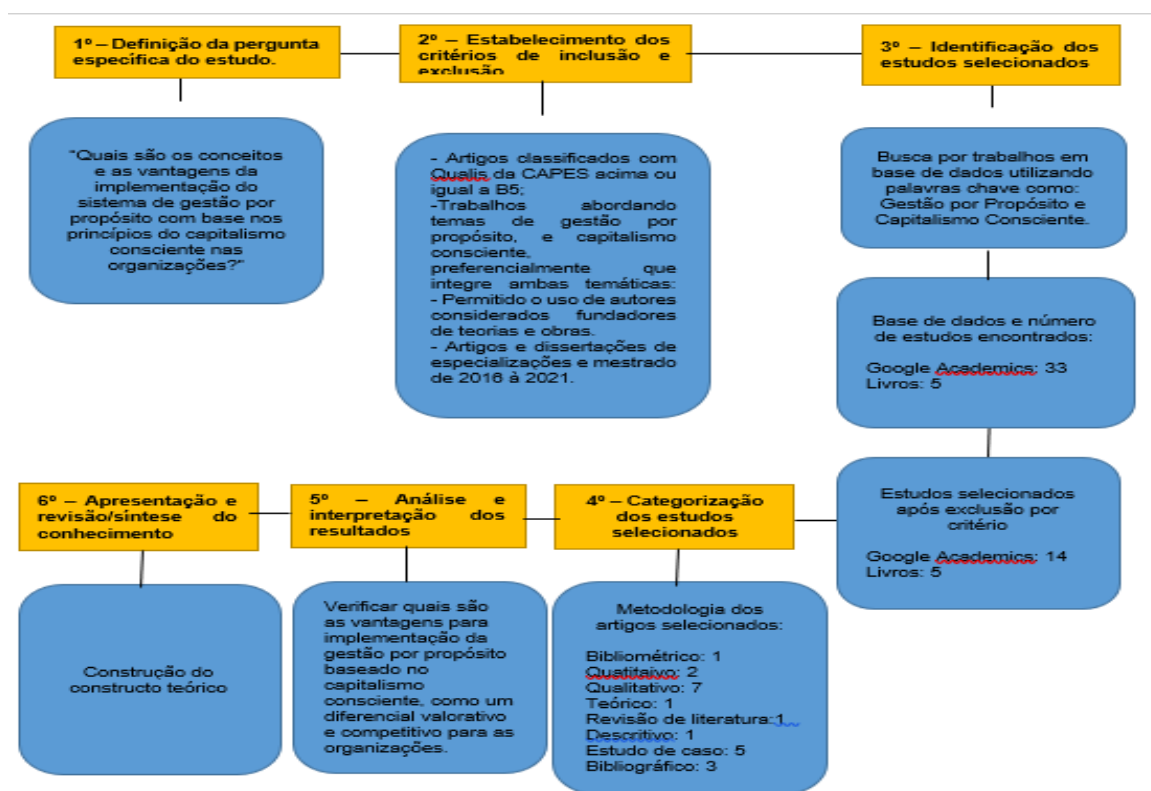 1º – Definição da pergunta
específica do estudo.
"Quais são os conceitos
e as vantagens da
implementação do
sistema de gestão por
propósito com base nos
princípios do capitalismo
consciente nas
organizações?"
2º – Estabelecimento dos
critérios de inclusão e
exclusão
- Artigos classificados com
Qualis da CAPES acima ou
igual a B5;
-Trabalhos abordando
temas de gestão por
propósito, e capitalismo
consciente,
preferencialmente que
integre ambas temáticas:
- Permitido o uso de autores
considerados fundadores
de teorias e obras.
- Artigos e dissertações de
especializações e mestrado
de 2016 à 2021.
3º – Identificação dos
estudos selecionados
Busca por trabalhos em
base de dados utilizando
palavras chave como:
Gestão por Propósito e
Capitalismo Consciente.
Base de dados e número
de estudos encontrados:
Google Academics: 33
Livros: 5
Estudos selecionados
após exclusão por
critério
Google Academics: 14
Livros: 5
4º – Categorização
dos estudos
selecionados
Metodologia dos
artigos selecionados:
Bibliométrico: 1
Quatitaivo: 2
Qualitativo: 7
Teórico: 1
Revisão de literatura:1
Descritivo: 1
Estudo de caso: 5
Bibliográfico: 3
5º – Análise e
interpretação dos
resultados
Verificar quais são
as vantagens para
implementação da
gestão por propósito
baseado no
capitalismo
consciente, como um
diferencial valorativo
e competitivo para as
organizações.
6º – Apresentação e
revisão/síntese do
conhecimento
Construção do
constructo teórico